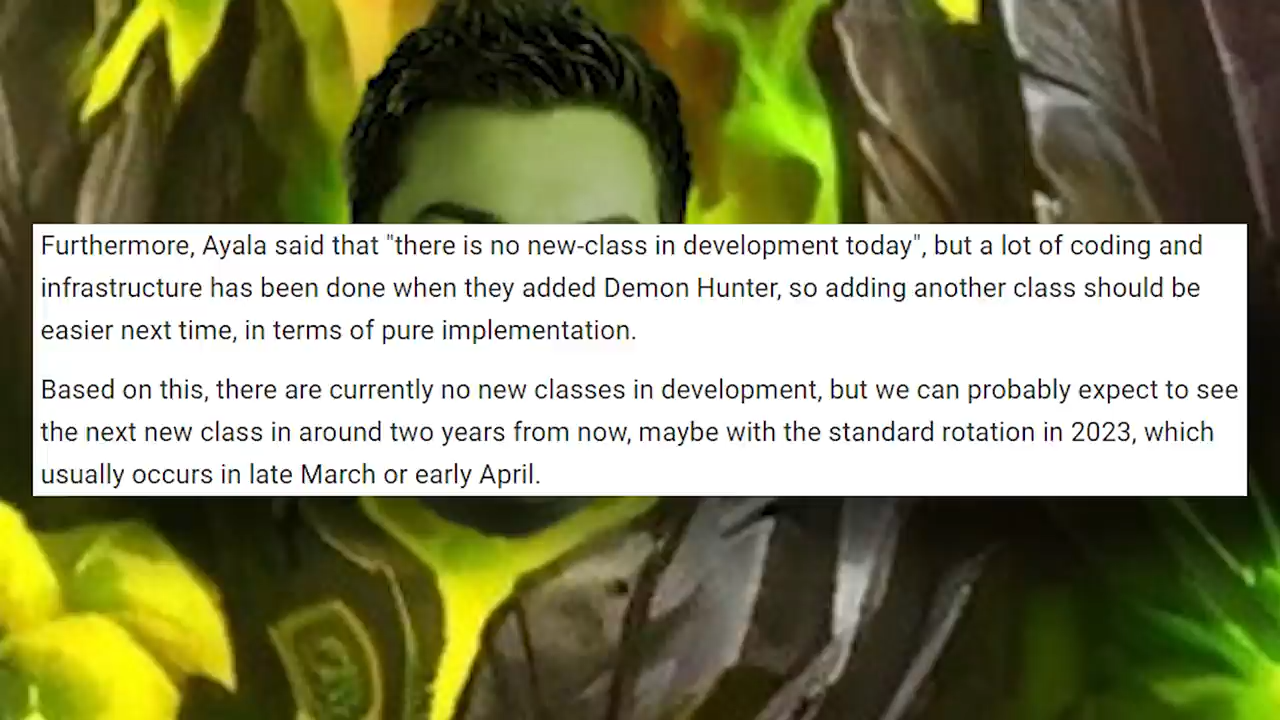 Furthermore, Ayala said that "there is no new-class in development today", but a lot of coding and
infrastructure has been done when they added Demon Hunter, so adding another class should be
easier next time, in terms of pure implementation.
Based on this, there are currently no new classes in development, but we can probably expect to see
the next new class in around two years from now, maybe with the standard rotation in 2023, which
usually occurs in late March or early April.